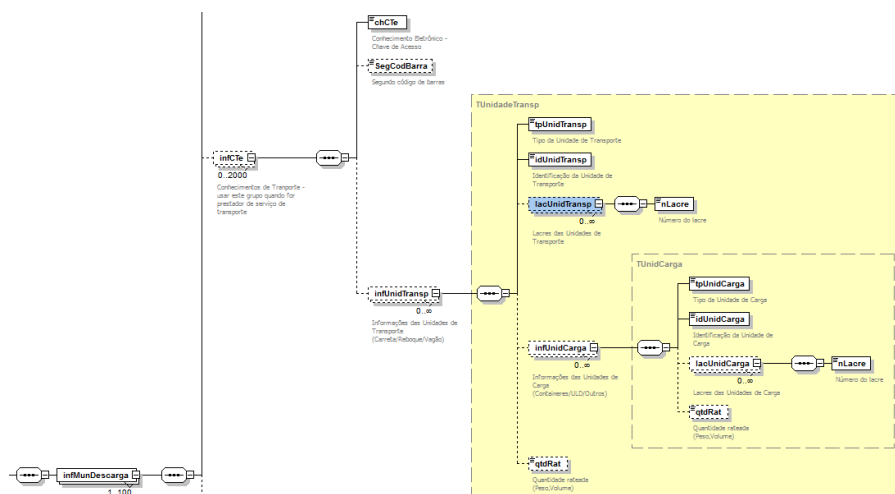 chCTe
Conhecimento Eletrônico -
Chave de Acesso
SegCodBarra
Segundo código de barras
TUnidadeTransp
tpUnidTransp
Tipo da Unidade de Transporte
infCTe
0..2000
Conhecimentos de Tranporte -
usar este grupo quando for
prestador de serviço de
transporte
idUnidTransp
Identificação da Unidade de
Transporte
lacUnidTransp
0..∞
Lacres das Unidades de
Transporte
nLacre
Número do lacre
TUnidCarga
tpUnidCarga
Tipo da Unidade de Carga
infUnidTransp
0..∞
Informações das Unidades de
Transporte
(Carreta/Reboque/Vagão)
idUnidCarga
Identificação da Unidade de
Carga
infUnidCarga
0..∞
Informações das Unidades de
Carga
(Containeres/ULD/Outros)
lacUnidCarga
0..∞
Lacres das Unidades de Carga
nLacre
Número do lacre
qtdRat
Quantidade rateada
(Peso,Volume)
qtdRat
Quantidade rateada
(Peso,Volume)
infMunDescarga
1..100